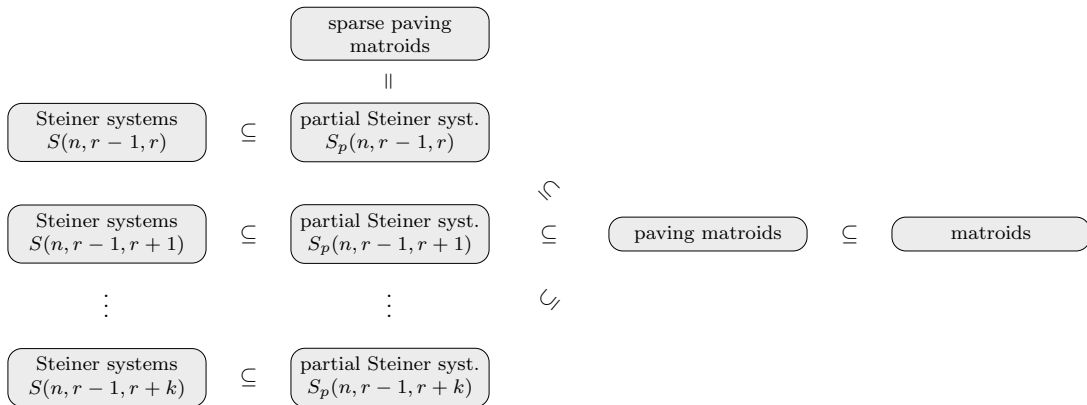 sparse paving
matroids
=
Steiner systems
S(n, r − 1, r)
⊆
partial Steiner syst.
S_p(n, r − 1, r)
⊆
Steiner systems
S(n, r − 1, r + 1)
⊆
partial Steiner syst.
S_p(n, r − 1, r + 1)
⊆
paving matroids
⊆
matroids
⋮
⋮
⊆
Steiner systems
S(n, r − 1, r + k)
⊆
partial Steiner syst.
S_p(n, r − 1, r + k)